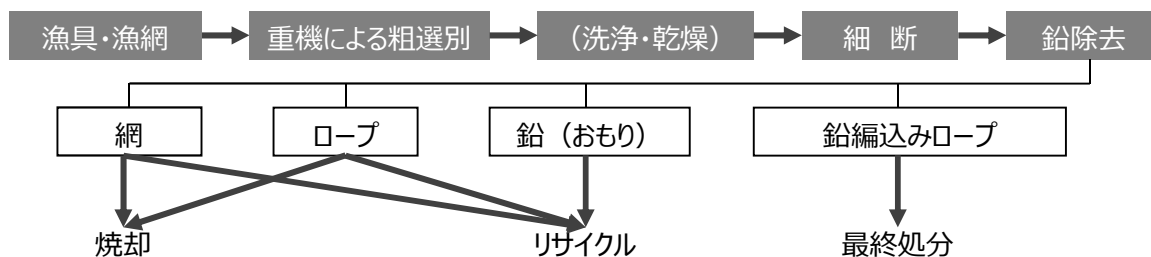 漁具・漁網
重機による粗選別
（洗浄・乾燥）
細 断
鉛除去
網
ロープ
鉛（おもり）
鉛編込みロープ
焼却
リサイクル
最終処分